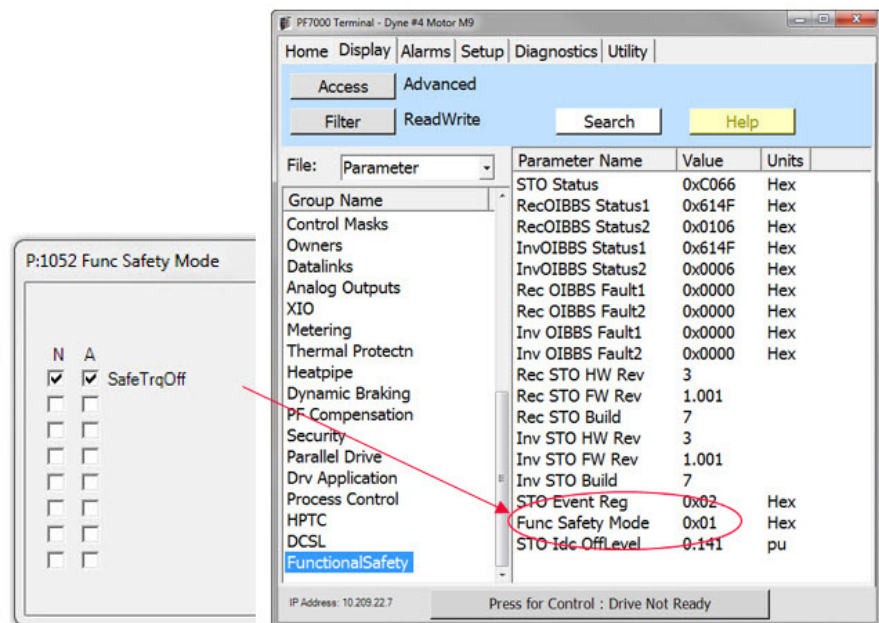 PF7000 Terminal - Dyne #4 Motor M9
Home Display Alarms Setup Diagnostics Utility
Access Advanced
Filter ReadWrite Search Help
File: Parameter
Group Name
Control Masks
Owners
Datalinks
Analog Outputs
XIO
Metering
Thermal Protectn
Heatpipe
Dynamic Braking
PF Compensation
Security
Parallel Drive
Drv Application
Process Control
HPTC
DCSL
FunctionalSafety
Parameter Name Value Units
STO Status 0xC066 Hex
RecOIBBS Status1 0x614F Hex
RecOIBBS Status2 0x0106 Hex
InvOIBBS Status1 0x614F Hex
InvOIBBS Status2 0x0006 Hex
Rec OIBBS Fault1 0x0000 Hex
Rec OIBBS Fault2 0x0000 Hex
Inv OIBBS Fault1 0x0000 Hex
Inv OIBBS Fault2 0x0000 Hex
Rec STO HW Rev 3
Rec STO FW Rev 1.001
Rec STO Build 7
Inv STO HW Rev 3
Inv STO FW Rev 1.001
Inv STO Build 7
STO Event Reg 0x02 Hex
Func Safety Mode 0x01 Hex
STO Idc OffLevel 0.141 pu
IP Address: 10.209.22.7 Press for Control : Drive Not Ready
P:1052 Func Safety Mode
N A
SafeTrqOff